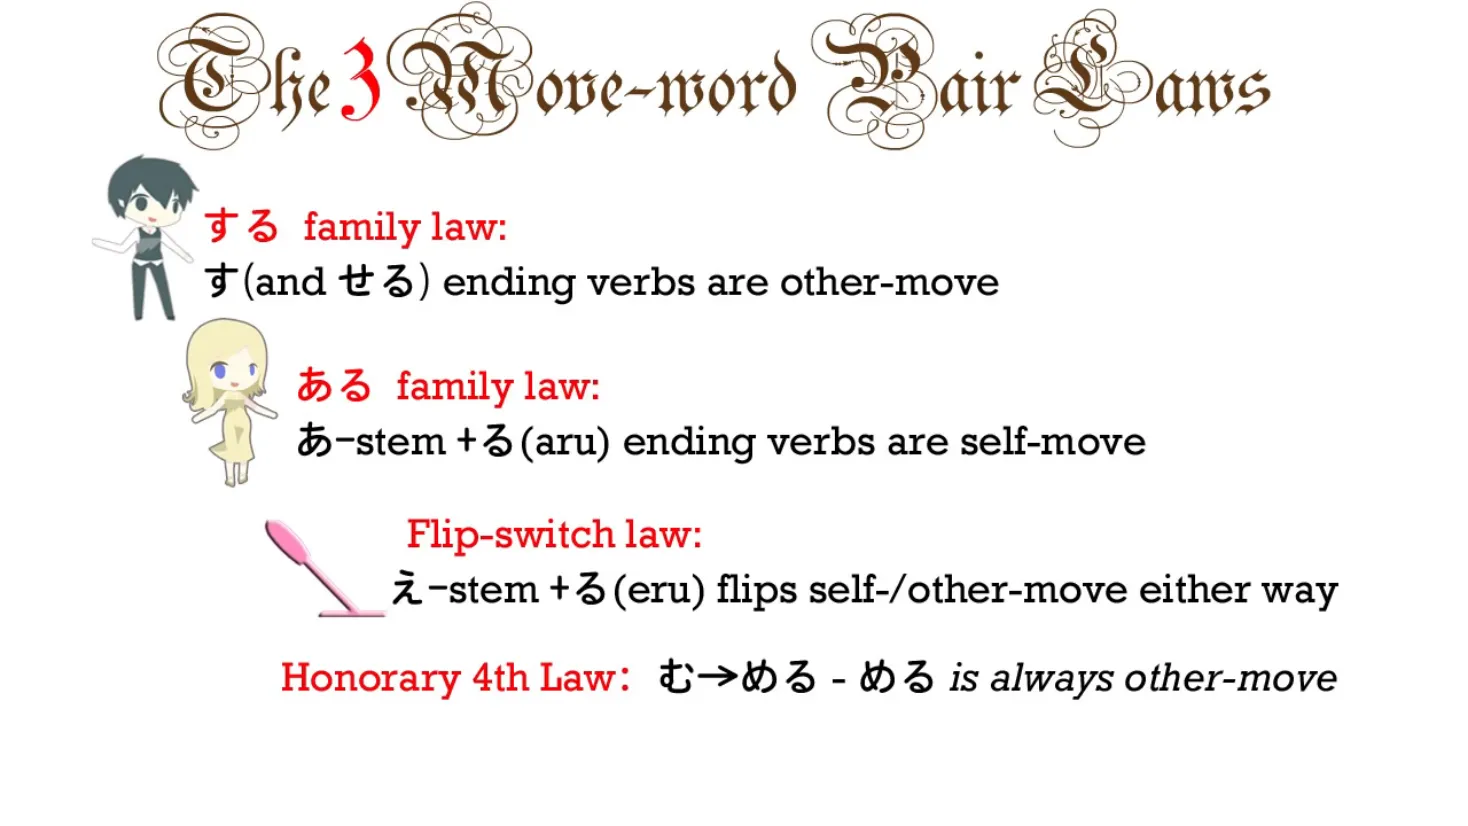 The 3 Move-word Pair Laws
する family law:
す(and せる) ending verbs are other-move
ある family law:
あ-stem +る(aru) ending verbs are self-move
Flip-switch law:
え-stem +る(eru) flips self-/other-move either way
Honorary 4th Law: む→める - める is always other-move